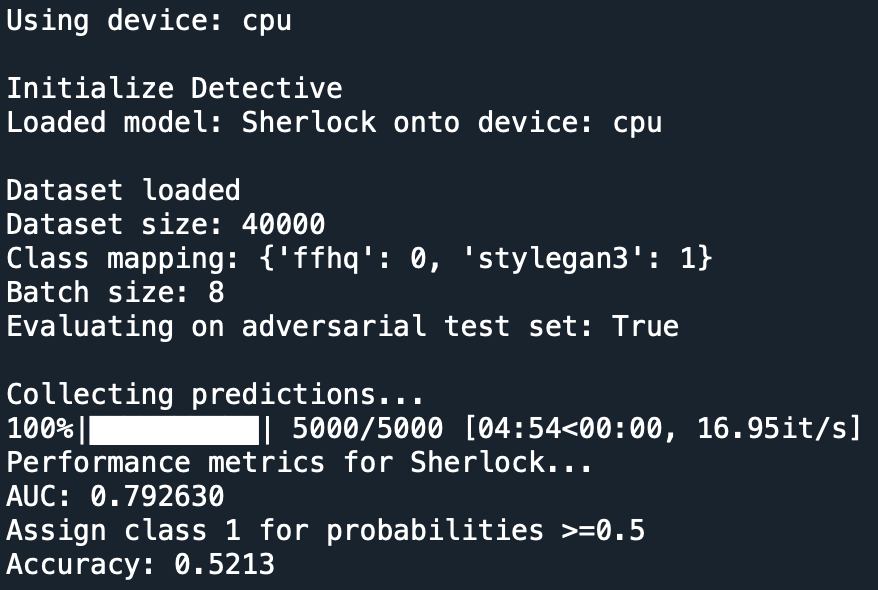 Using device: cpu
Initialize Detective
Loaded model: Sherlock onto device: cpu
Dataset loaded
Dataset size: 40000
Class mapping: {'ffhq': 0, 'stylegan3': 1}
Batch size: 8
Evaluating on adversarial test set: True
Collecting predictions...
100%|██████████| 5000/5000 [04:54<00:00, 16.95it/s]
Performance metrics for Sherlock...
AUC: 0.792630
Assign class 1 for probabilities >=0.5
Accuracy: 0.5213